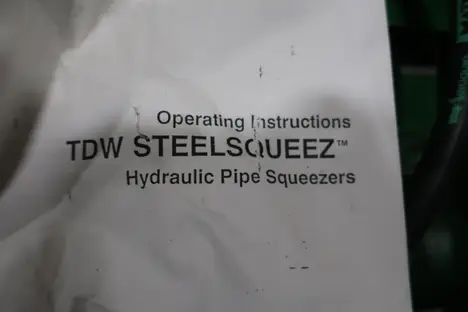 Operating Instructions
TDW STEELSQUEEZ™
Hydraulic Pipe Squeezers